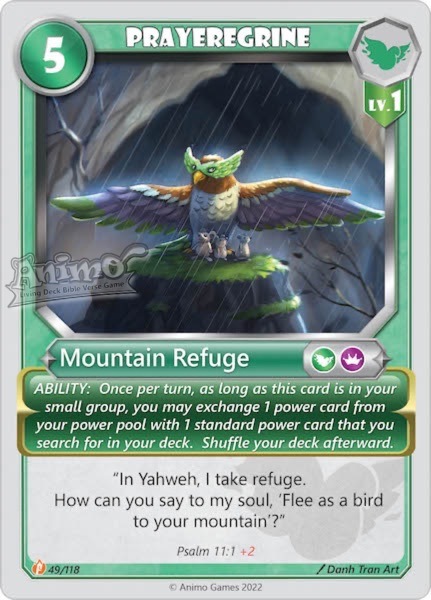 5
PRAYEREGRINE
LV.1
Animo
Living Deck Bible Verse Game
Mountain Refuge
ABILITY: Once per turn, as long as this card is in your
small group, you may exchange 1 power card from
your power pool with 1 standard power card that you
search for in your deck. Shuffle your deck afterward.
“In Yahweh, I take refuge.
How can you say to my soul, ‘Flee as a bird
to your mountain’?”
Psalm 11:1 +2
49/118
Danh Tran Art
© Animo Games 2022